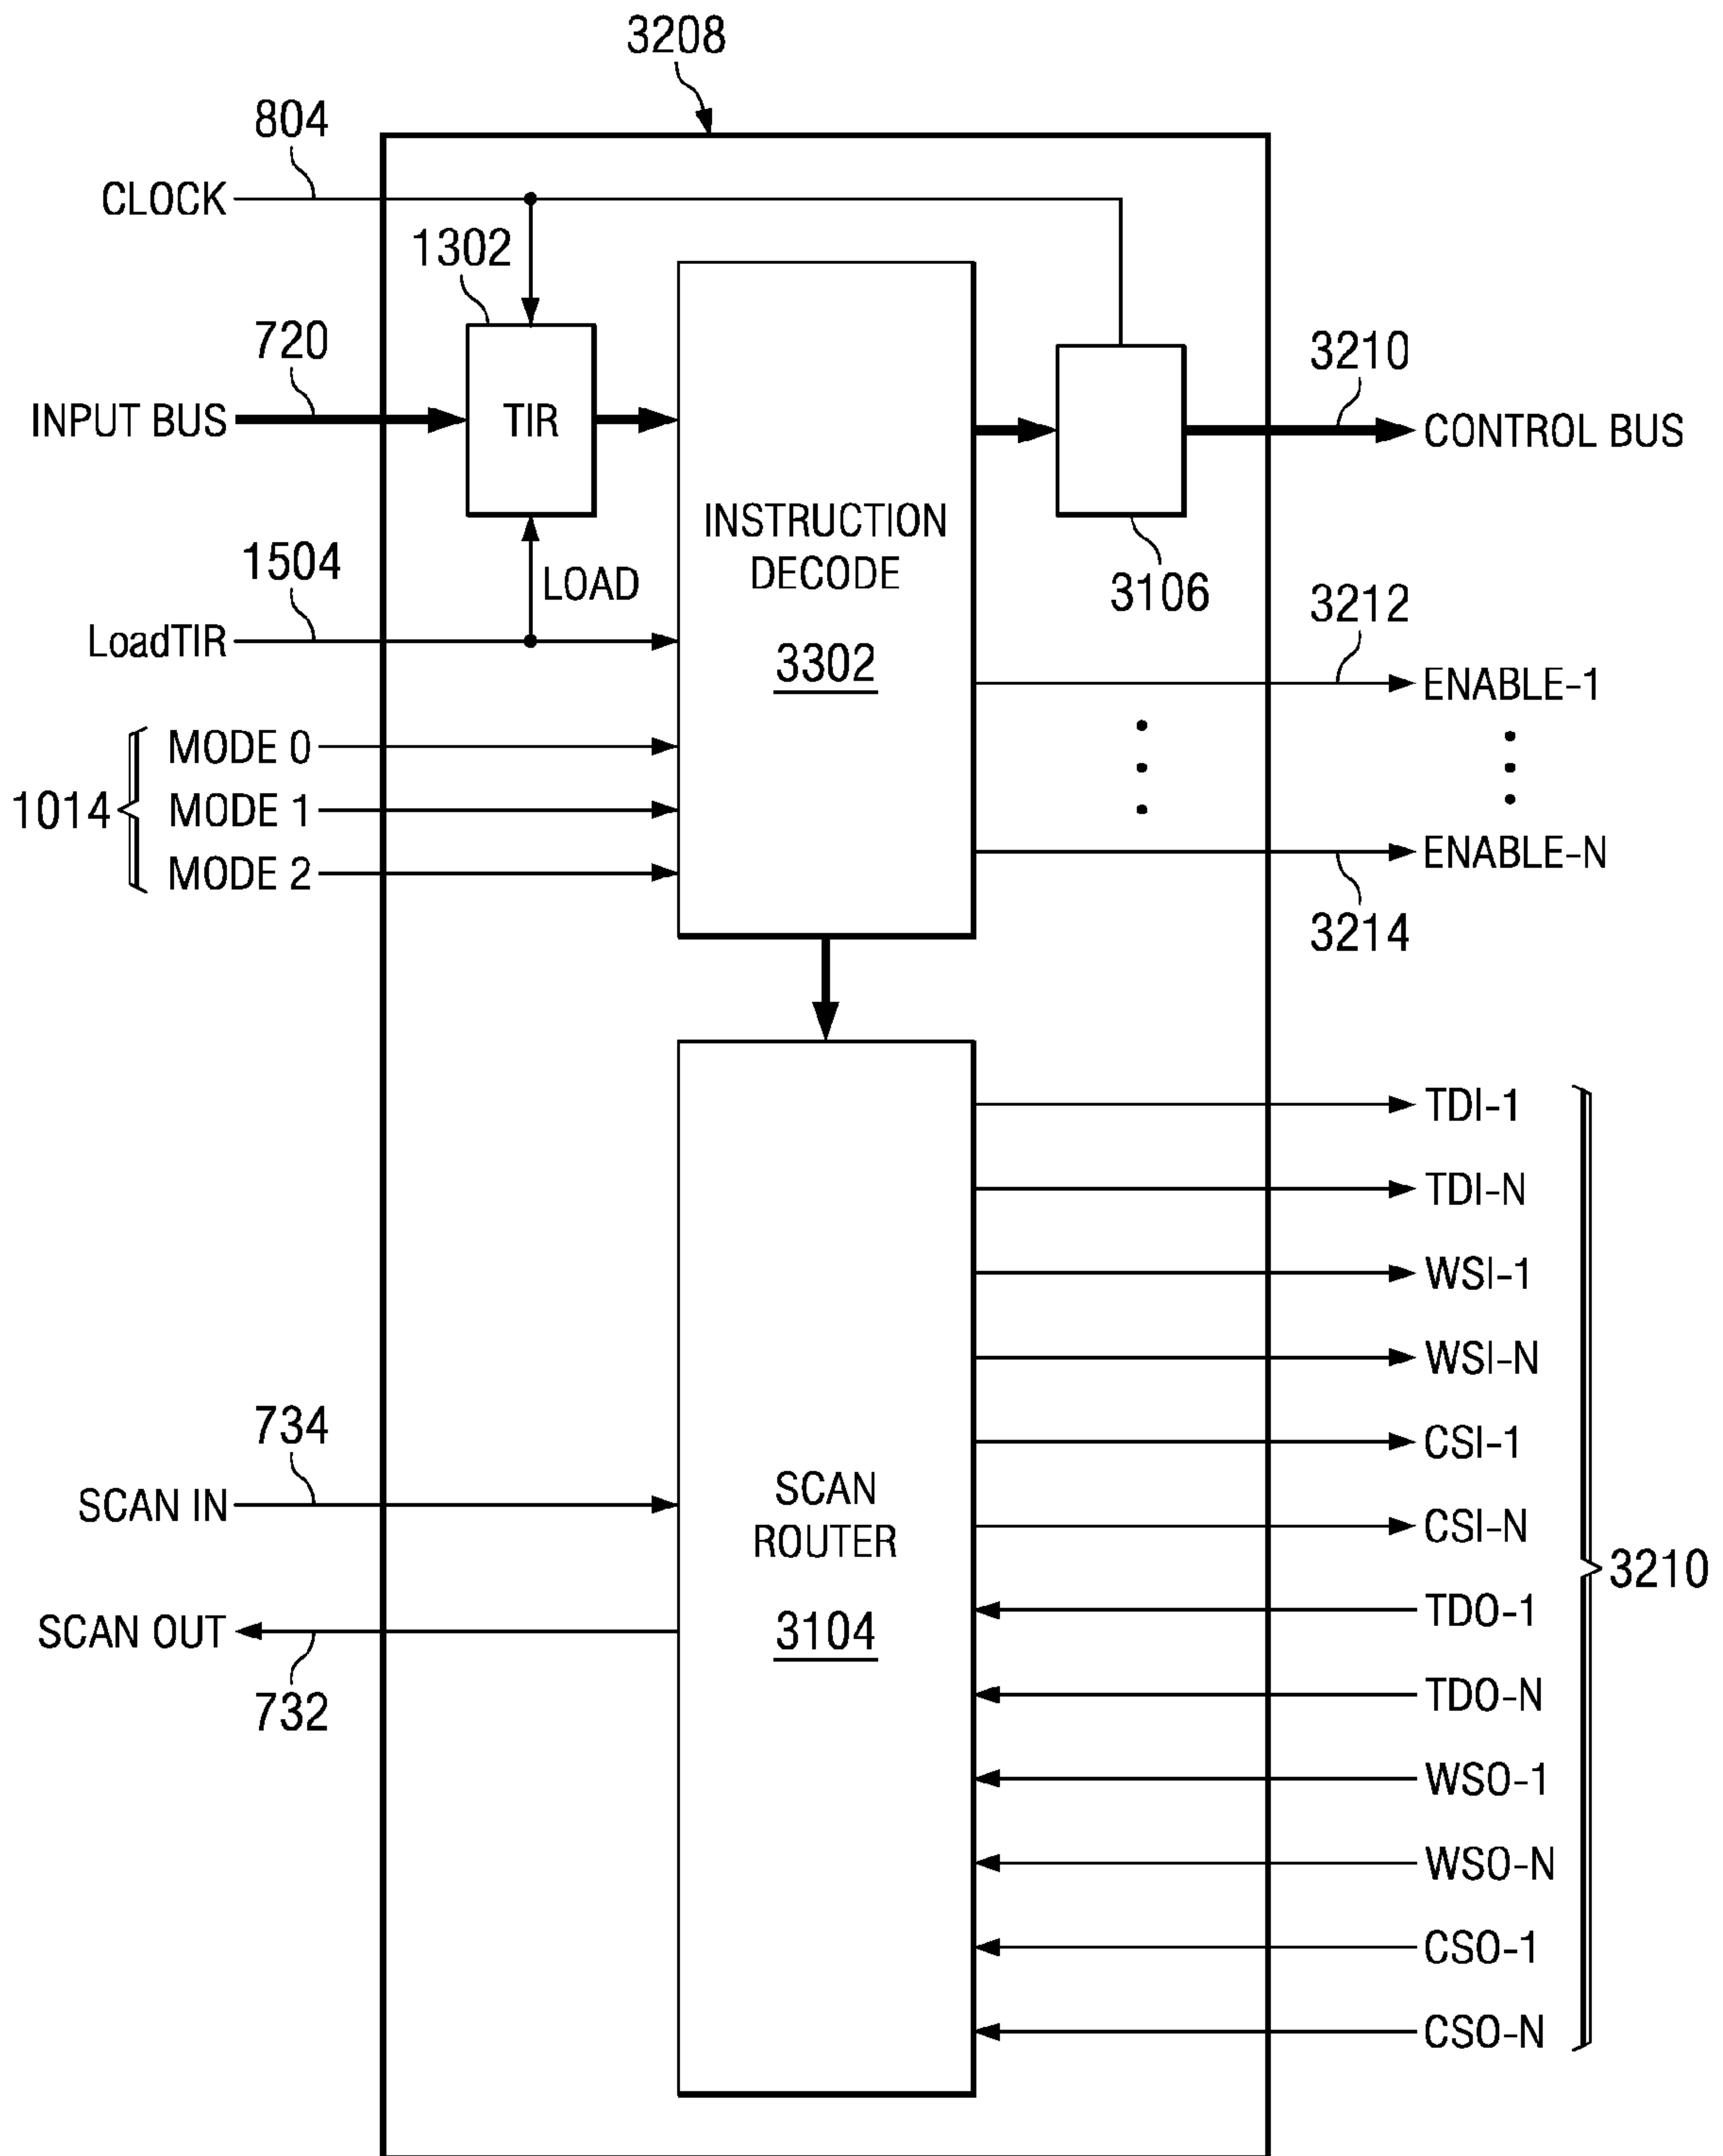 3208
804
CLOCK
1302
720
INPUT BUS
TIR
3210
CONTROL BUS
INSTRUCTION
DECODE
3302
3106
1504
LOAD
LoadTIR
3212
ENABLE-1
MODE 0
1014
MODE 1
MODE 2
ENABLE-N
3214
TDI-1
TDI-N
WSI-1
WSI-N
CSI-1
CSI-N
734
SCAN IN
SCAN
ROUTER
3104
3210
TDO-1
SCAN OUT
732
TDO-N
WSO-1
WSO-N
CSO-1
CSO-N